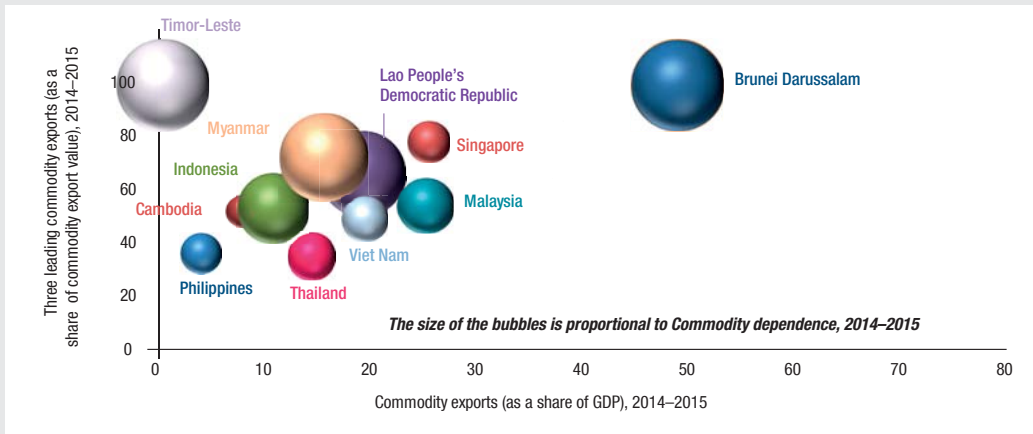 Timor-Leste
Three leading commodity exports (as a
share of commodity export value), 2014–2015
100
80
60
40
20
0
Lao People's
Democratic Republic
Brunei Darussalam
Myanmar
Singapore
Indonesia
Cambodia
Malaysia
Viet Nam
Philippines
Thailand
The size of the bubbles is proportional to Commodity dependence, 2014–2015
0 10 20 30 40 50 60 70 80
Commodity exports (as a share of GDP), 2014–2015